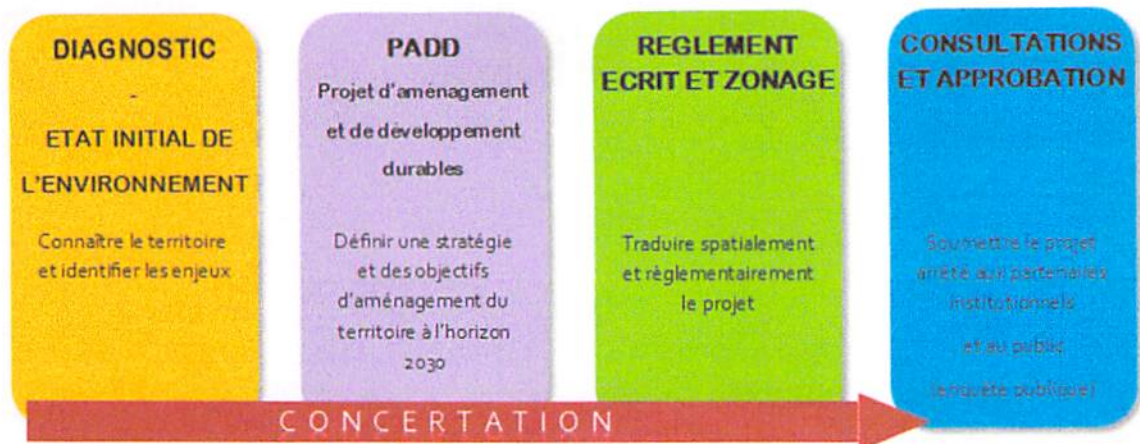 DIAGNOSTIC
-
ETAT INITIAL DE
L'ENVIRONNEMENT
Connaître le territoire
et identifier les enjeux
PADD
Projet d'aménagement
et de développement
durables
Définir une stratégie
et des objectifs
d'aménagement du
territoire à l'horizon
2030
REGLEMENT
ECRIT ET ZONAGE
Traduire spatialement
et règlementairement
le projet
CONSULTATIONS
ET APPROBATION
Soumettre le projet
arrêté aux partenaires
institutionnels
et au public
(enquête publique)
CONCERTATION